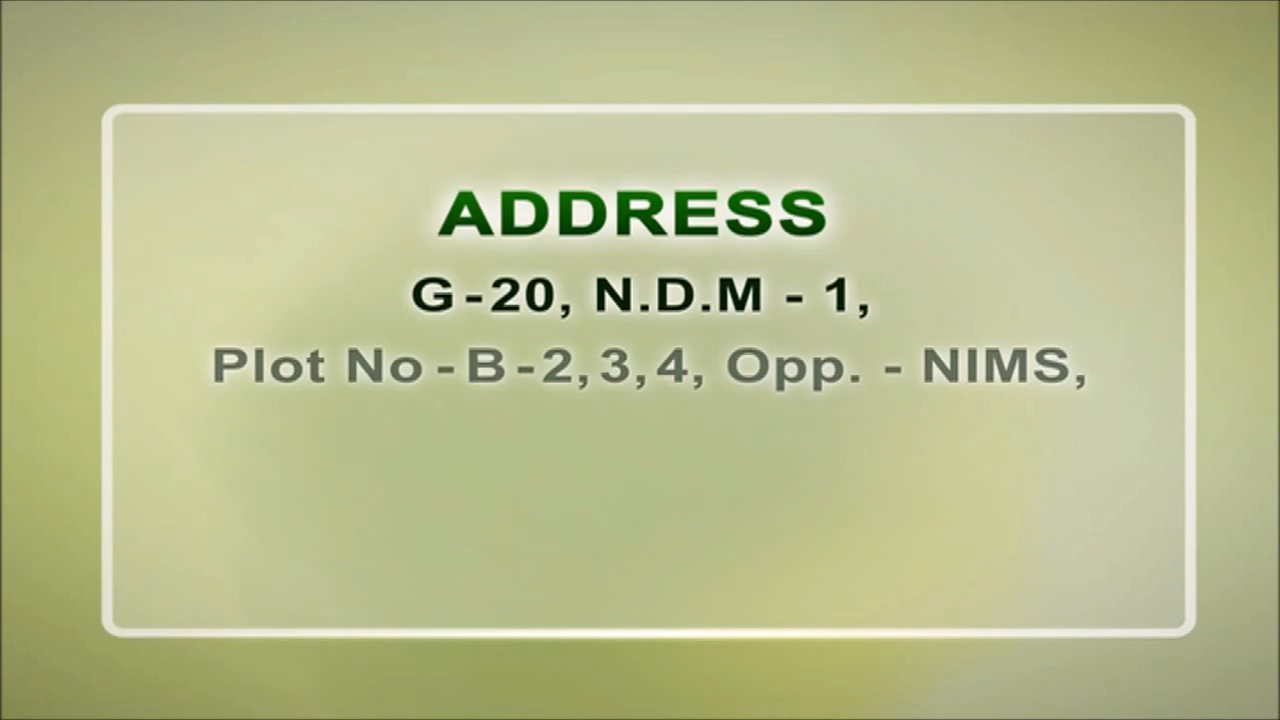 ADDRESS
G-20, N.D.M - 1,
Plot No-B-2,3,4, Opp. - NIMS,